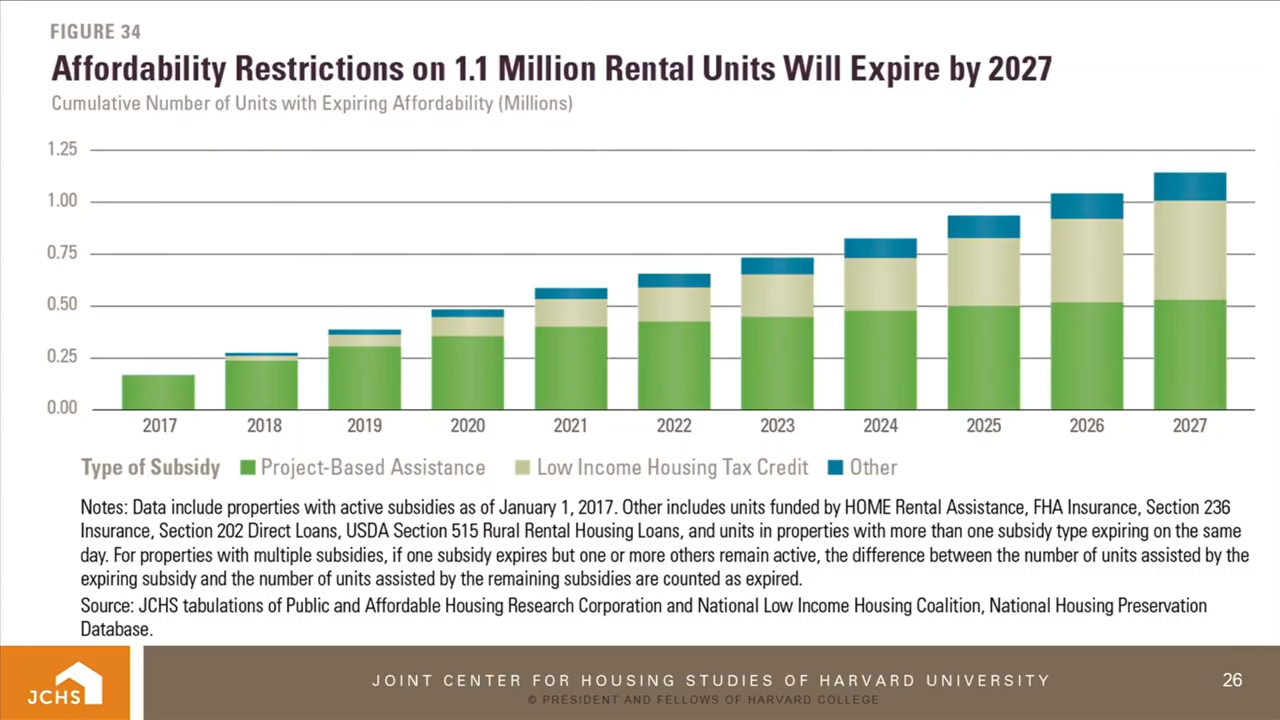 FIGURE 34
Affordability Restrictions on 1.1 Million Rental Units Will Expire by 2027
Cumulative Number of Units with Expiring Affordability (Millions)
1.25
1.00
0.75
0.50
0.25
0.00
2017 2018 2019 2020 2021 2022 2023 2024 2025 2026 2027
Type of Subsidy Project-Based Assistance Low Income Housing Tax Credit Other
Notes: Data include properties with active subsidies as of January 1, 2017. Other includes units funded by HOME Rental Assistance, FHA Insurance, Section 236
Insurance, Section 202 Direct Loans, USDA Section 515 Rural Rental Housing Loans, and units in properties with more than one subsidy type expiring on the same
day. For properties with multiple subsidies, if one subsidy expires but one or more others remain active, the difference between the number of units assisted by the
expiring subsidy and the number of units assisted by the remaining subsidies are counted as expired.
Source: JCHS tabulations of Public and Affordable Housing Research Corporation and National Low Income Housing Coalition, National Housing Preservation
Database.
JCHS
JOINT CENTER FOR HOUSING STUDIES OF HARVARD UNIVERSITY
© PRESIDENT AND FELLOWS OF HARVARD COLLEGE
26